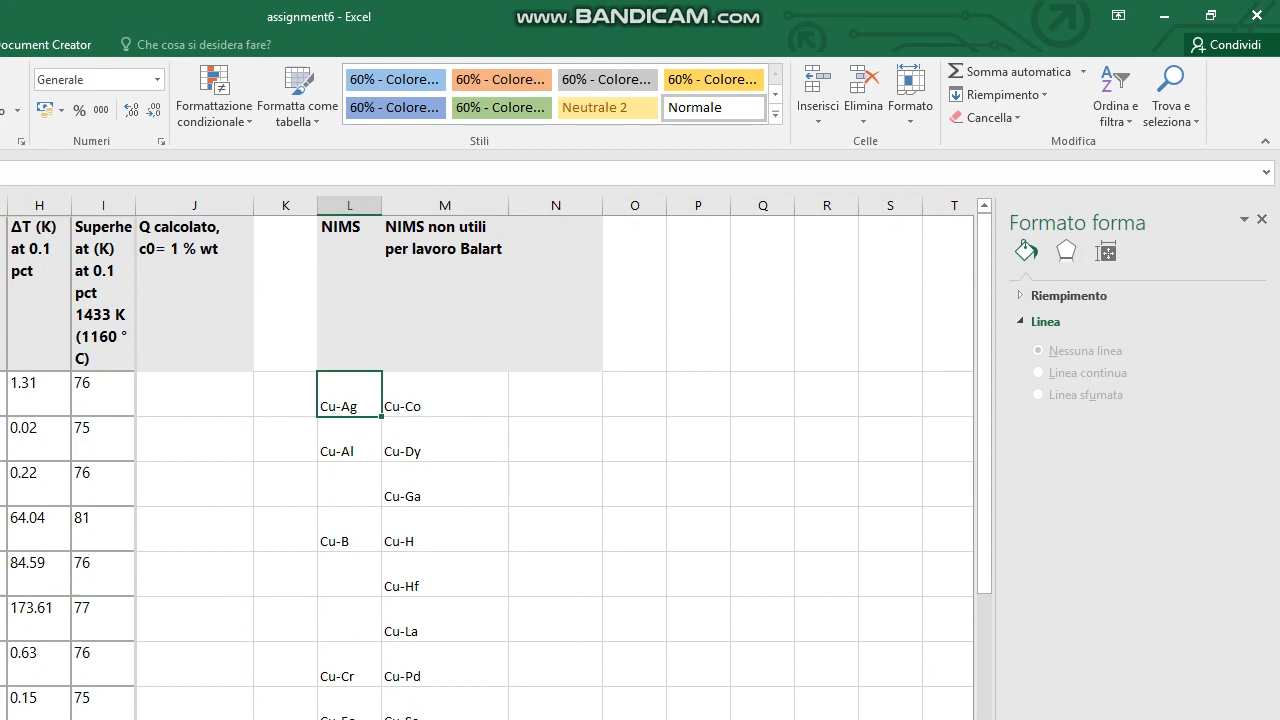 assignment6 - Excel
www.BANDICAM.com
ocument Creator
Che cosa si desidera fare?
Condividi
Generale
% 000
Numeri
Formattazione
condizionale
Formatta come
tabella
60% - Colore...
60% - Colore...
60% - Colore...
60% - Colore...
60% - Colore...
60% - Colore...
Neutrale 2
Normale
Stili
Inserisci
Elimina
Formato
Celle
Somma automatica
Riempimento
Cancella
Ordina e
filtra
Trova e
seleziona
Modifica
H I J K L M N O P Q R S T
ΔT (K)
at 0.1
pct
Superhe
at (K)
at 0.1
pct
1433 K
(1160 °
C)
Q calcolato,
c0= 1 % wt
NIMS
NIMS non utili
per lavoro Balart
1.31 76 Cu-Ag Cu-Co
0.02 75 Cu-Al Cu-Dy
0.22 76 Cu-Ga
64.04 81 Cu-B Cu-H
84.59 76 Cu-Hf
173.61 77 Cu-La
0.63 76 Cu-Cr Cu-Pd
0.15 75
Formato forma
Riempimento
Linea
Nessuna linea
Linea continua
Linea sfumata